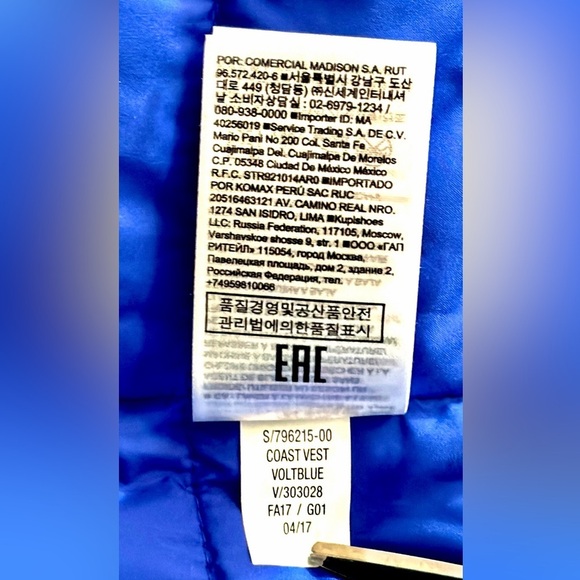 POR: COMERCIAL MADISON S.A. RUT
96.572.420-6 ■서울특별시 강남구 도산
대로 449 (청담동) ㈜신세계인터내셔
날 소비자상담실 : 02-6979-1234 /
080-938-0000 ■Importer ID: MA
40256019 ■Service Trading S.A. DE C.V.
Mario Pani No 200 Col. Santa Fe
Cuajimalpa Del. Cuajimalpa De Morelos
C.P. 05348 Ciudad De México México
R.F.C. STR921014AR0 ■IMPORTADO
POR KOMAX PERÚ SAC RUC
20516463121 AV. CAMINO REAL NRO.
1274 SAN ISIDRO, LIMA ■Kupishoes
LLC: Russia Federation, 117105, Moscow,
Varshavskoe shosse 9, str. 1 ■ООО «ГАП
РИТЕЙЛ» 115054, город Москва,
Павелецкая площадь, дом 2, здание 2,
Российская Федерация, тел.
+74959810068
품질경영및공산품안전
관리법에의한품질표시
EAC
S/796215-00
COAST VEST
VOLTBLUE
V/303028
FA17 / G01
04/17